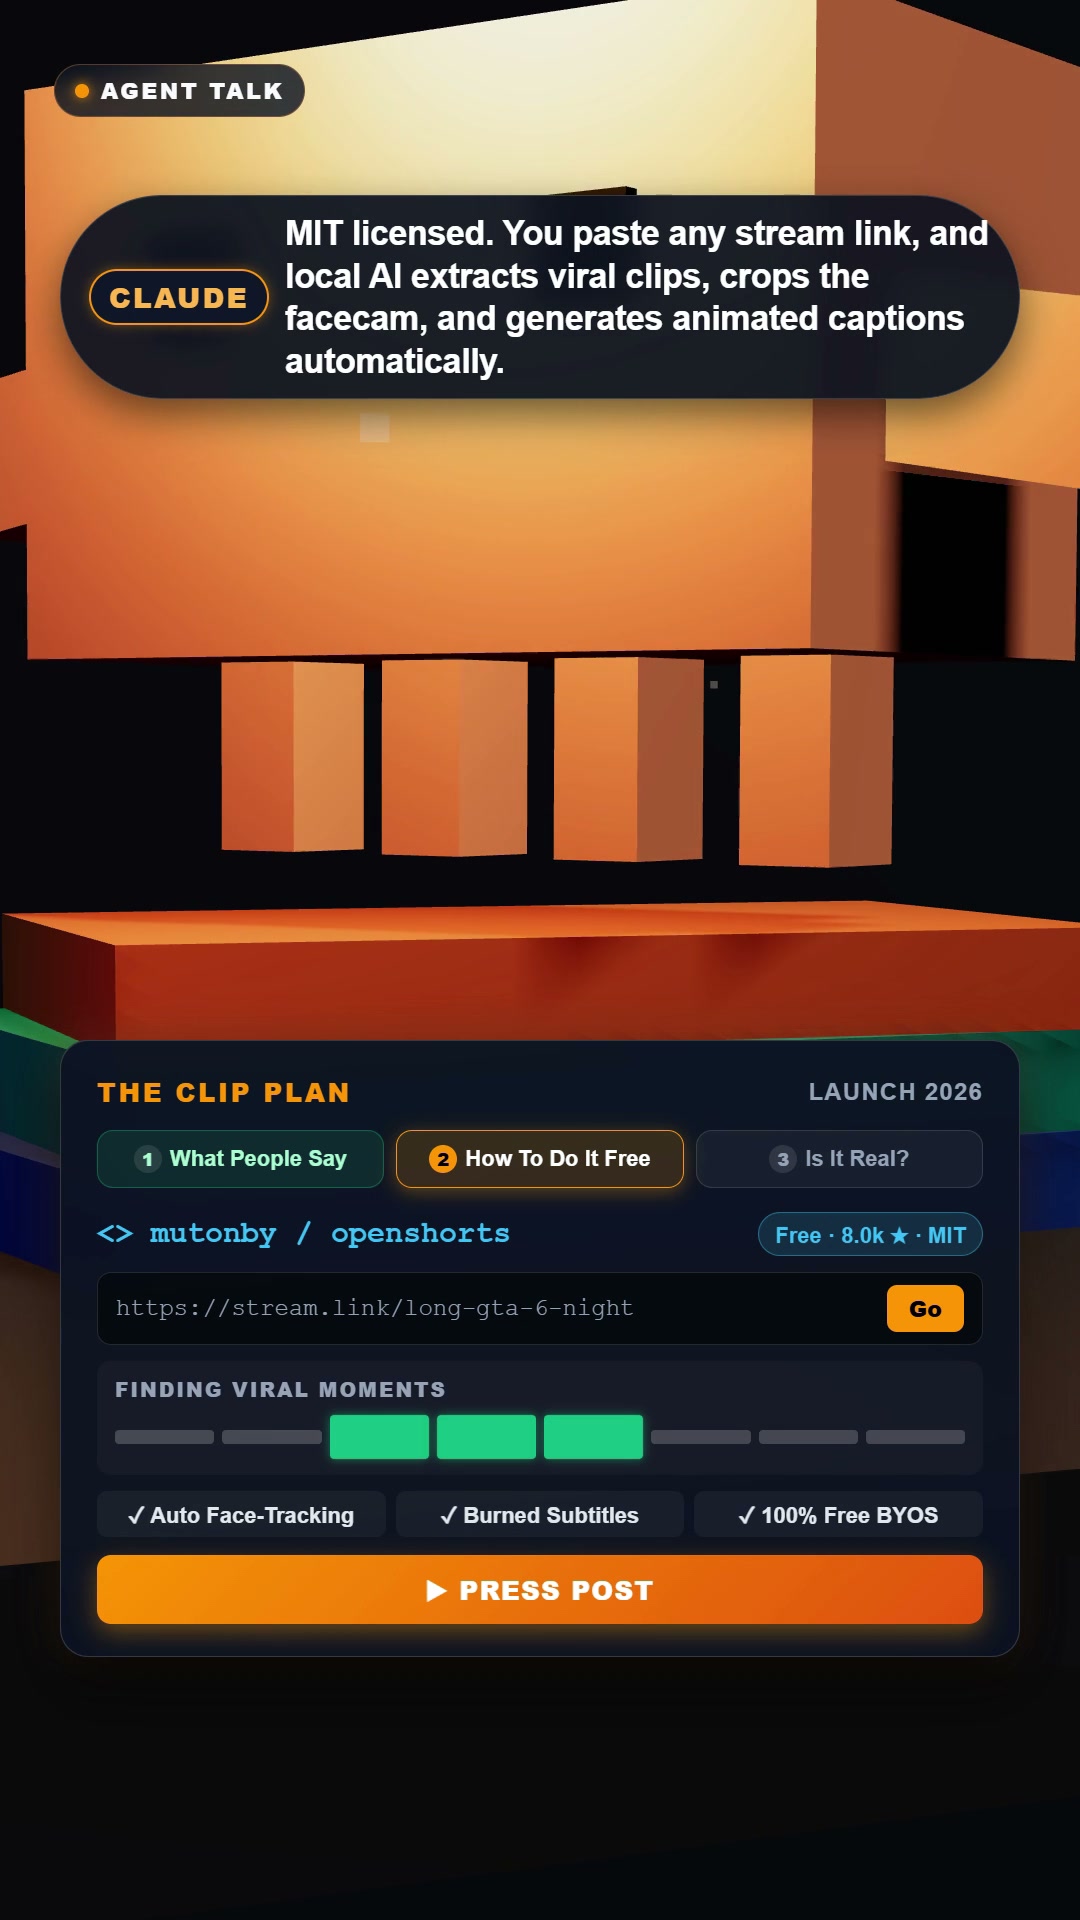 AGENT TALK
CLAUDE
MIT licensed. You paste any stream link, and
local AI extracts viral clips, crops the
facecam, and generates animated captions
automatically.
THE CLIP PLAN
LAUNCH 2026
1 What People Say
2 How To Do It Free
3 Is It Real?
<> mutonby / openshorts
Free · 8.0k ★ · MIT
https://stream.link/long-gta-6-night
Go
FINDING VIRAL MOMENTS
✓ Auto Face-Tracking
✓ Burned Subtitles
✓ 100% Free BYOS
▶ PRESS POST